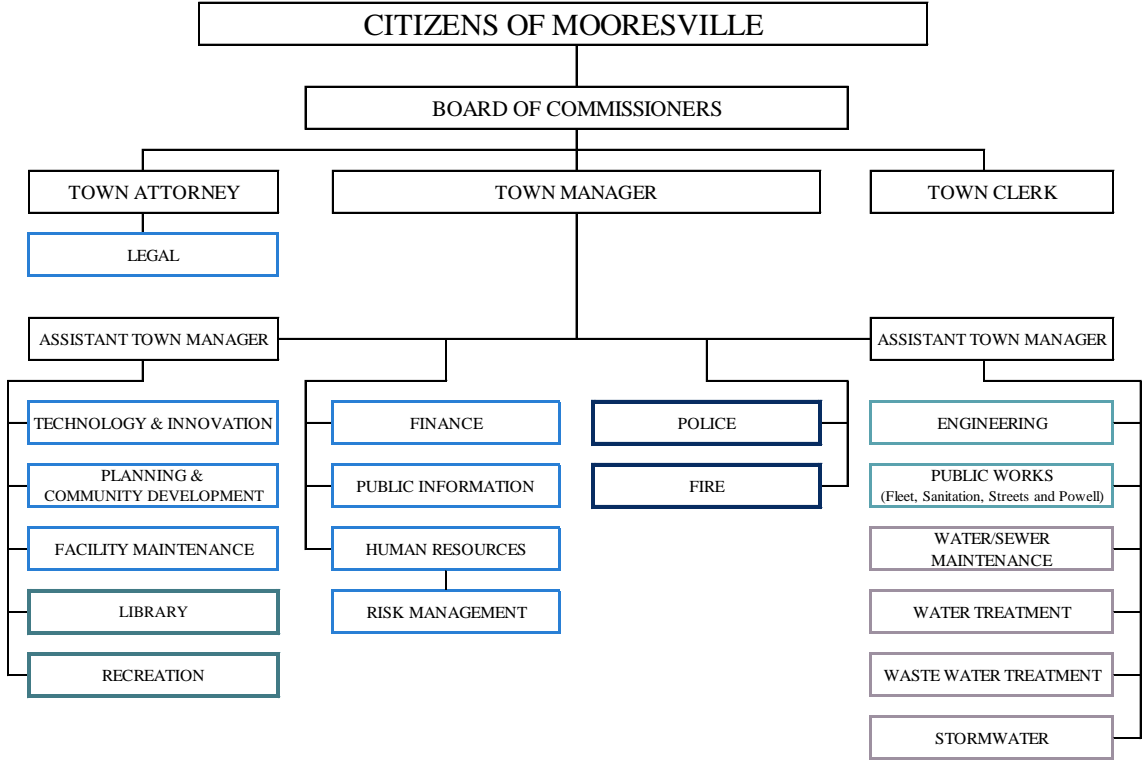 CITIZENS OF MOORESVILLE
BOARD OF COMMISSIONERS
TOWN ATTORNEY
TOWN MANAGER
TOWN CLERK
LEGAL
ASSISTANT TOWN MANAGER
ASSISTANT TOWN MANAGER
TECHNOLOGY & INNOVATION
PLANNING &
COMMUNITY DEVELOPMENT
FACILITY MAINTENANCE
LIBRARY
RECREATION
FINANCE
PUBLIC INFORMATION
HUMAN RESOURCES
RISK MANAGEMENT
POLICE
FIRE
ENGINEERING
PUBLIC WORKS
(Fleet, Sanitation, Streets and Powell)
WATER/SEWER
MAINTENANCE
WATER TREATMENT
WASTE WATER TREATMENT
STORMWATER